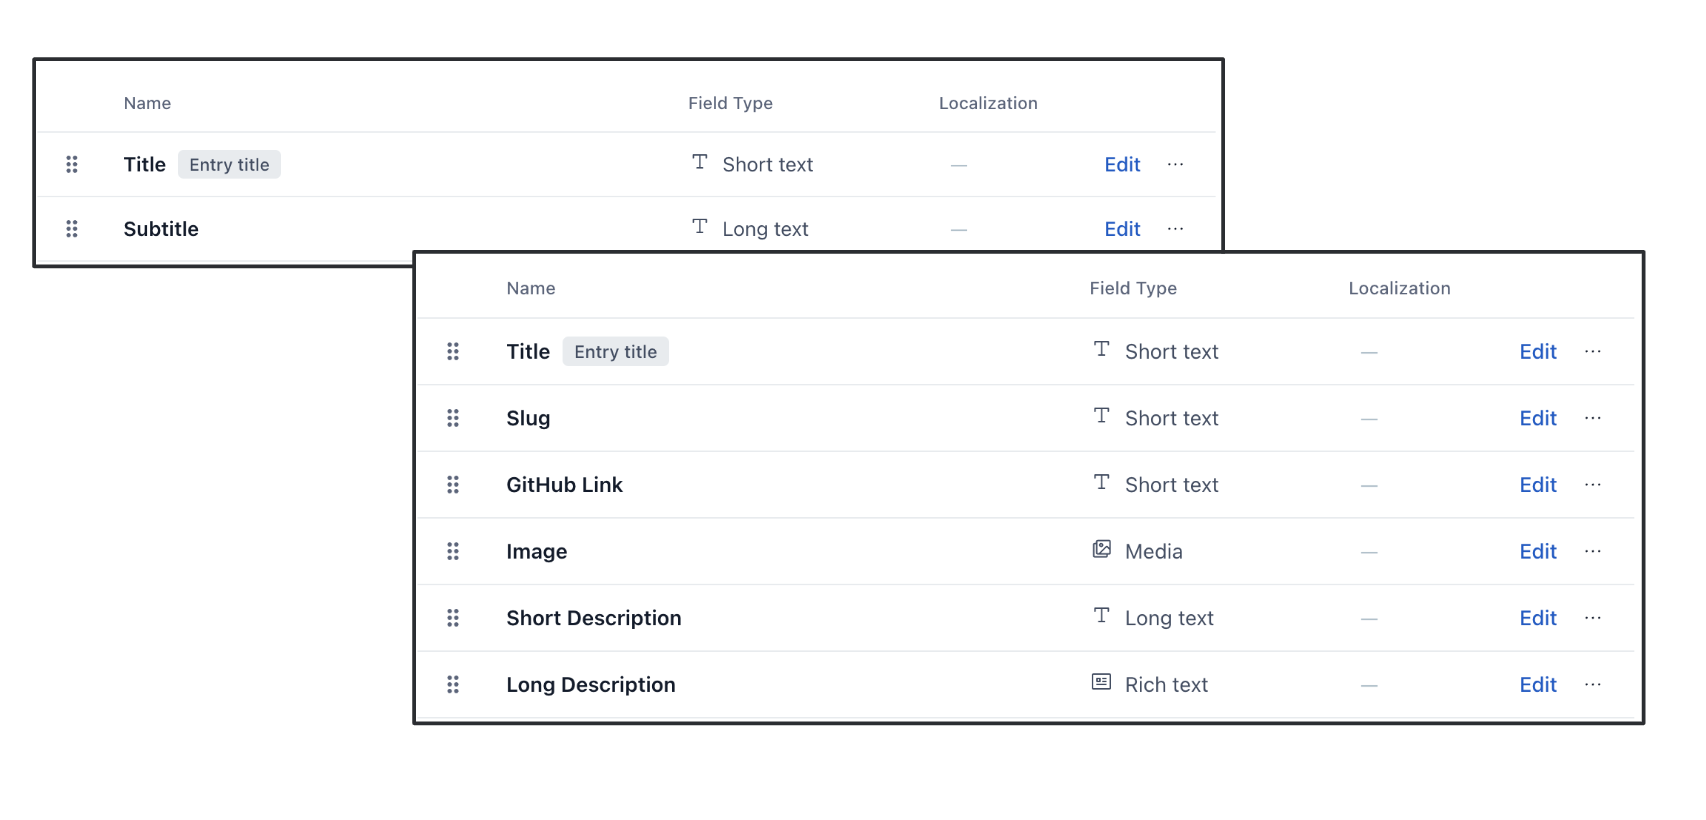 Name Field Type Localization
Title Entry title Short text — Edit ...
Subtitle Long text — Edit ...
Name Field Type Localization
Title Entry title Short text — Edit ...
Slug Short text — Edit ...
GitHub Link Short text — Edit ...
Image Media — Edit ...
Short Description Long text — Edit ...
Long Description Rich text — Edit ...